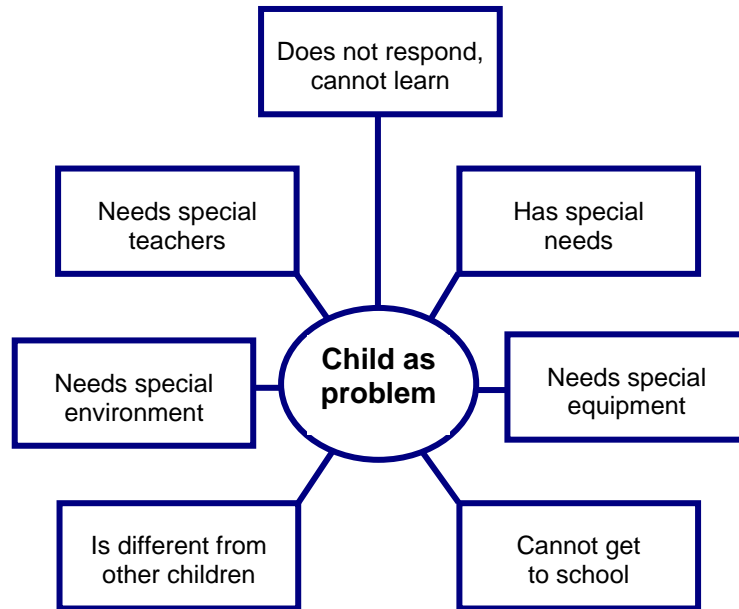 Does not respond,
cannot learn
Needs special
teachers
Has special
needs
Child as
problem
Needs special
environment
Needs special
equipment
Is different from
other children
Cannot get
to school